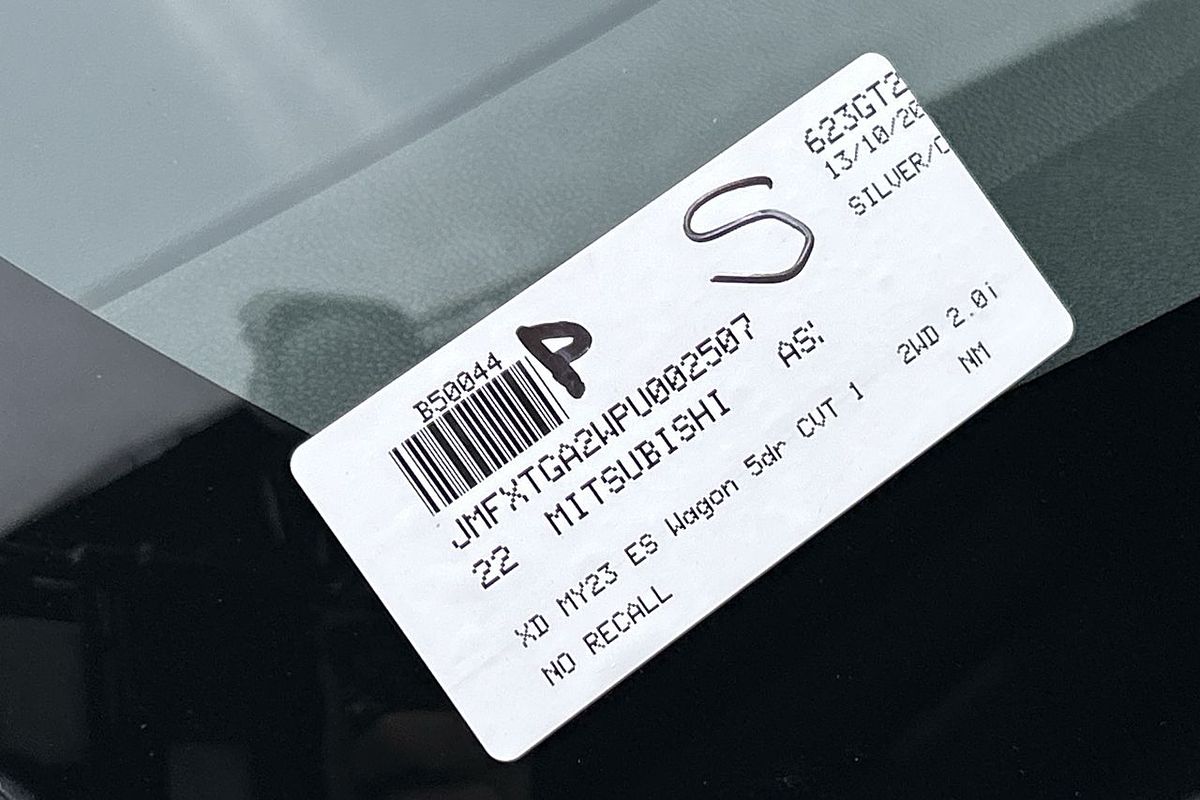 623GT2
13/10/20
SILVER/C
S
B50044
P
JMFXTGA2WPU002507
22 MITSUBISHI AS
XD MY23 ES Wagon 5dr CVT 1 2WD 2.0i
NO RECALL NM